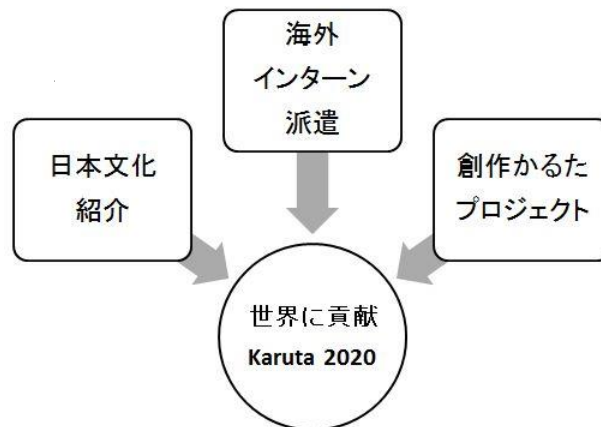 海外
インターン
派遣
日本文化
紹介
創作かるた
プロジェクト
世界に貢献
Karuta 2020